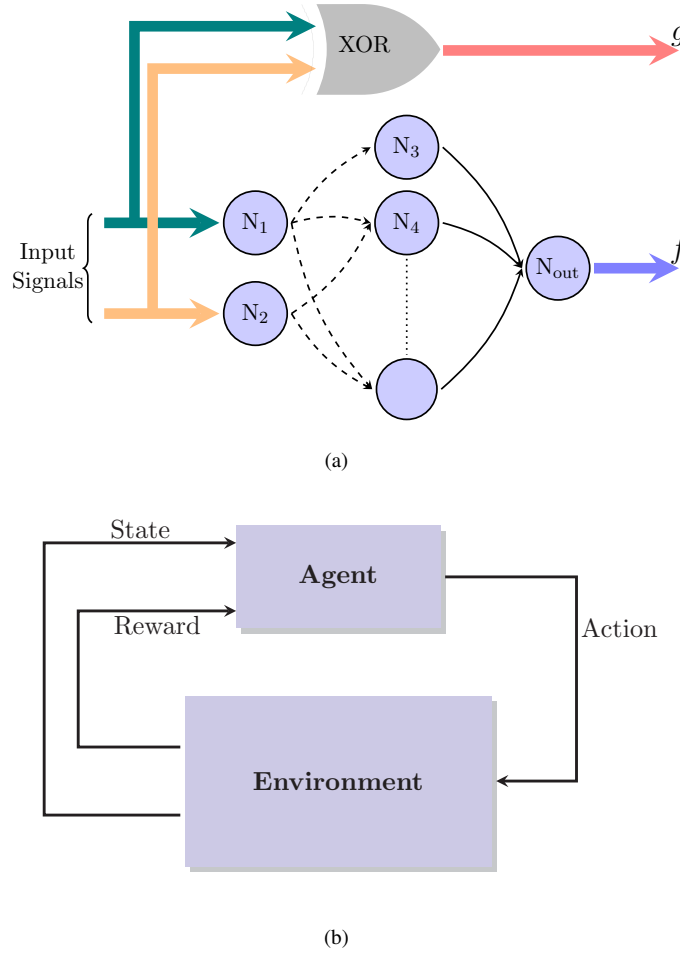 g
XOR
N3
N1
N4
f
Input
Signals
Nout
N2
(a)
State
Agent
Reward
Action
Environment
(b)